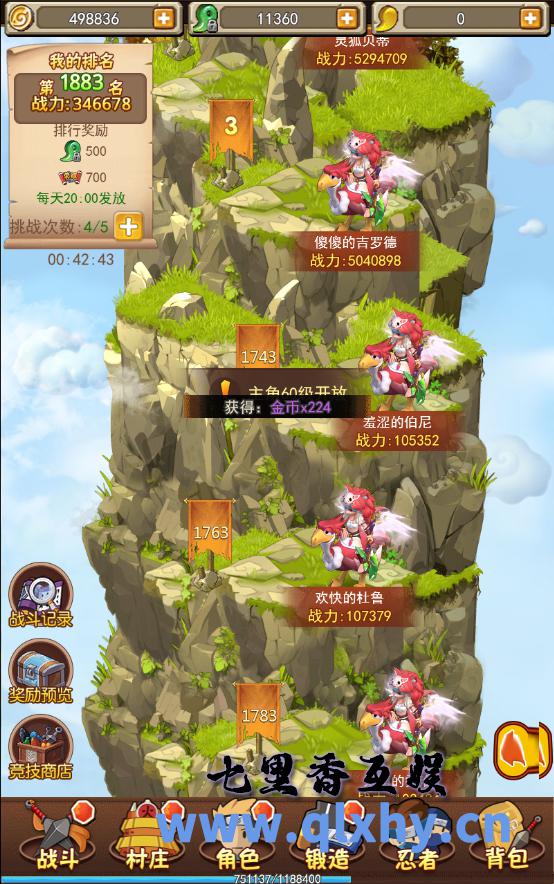 498836
11360
0
我的排名
第1883名
战力:346678
排行奖励
500
700
每天20:00发放
挑战次数:4/5
00:42:43
灵狐贝蒂
战力:5294709
3
傻傻的吉罗德
战力:5040898
1743
主角60级开放
获得：金币x224
羞涩的伯尼
战力:105352
1763
欢快的杜鲁
战力:107379
1783
战斗记录
奖励预览
竞技商店
七里香互娱
www.qlxhy.cn
战斗
村庄
角色
锻造
忍者
背包
751137/1188400